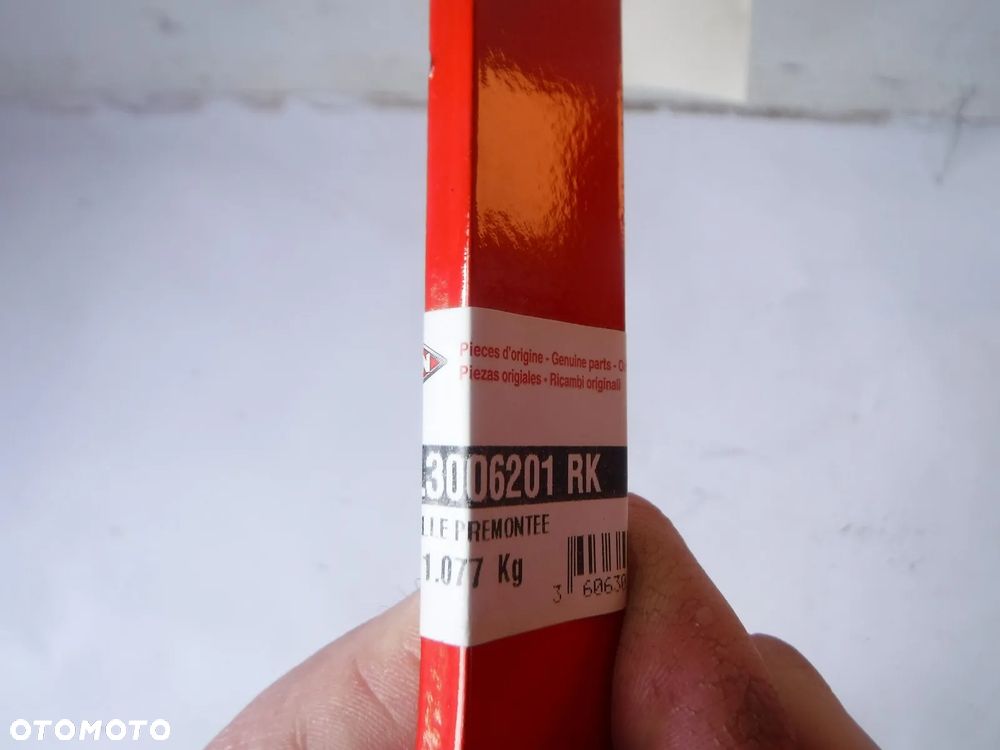 Pieces d'origine - Genuine parts - O
Piezas origiales - Ricambi originali
3006201 RK
LLE PREMONTEE
1.077 Kg
3 60630
OTOMOTO